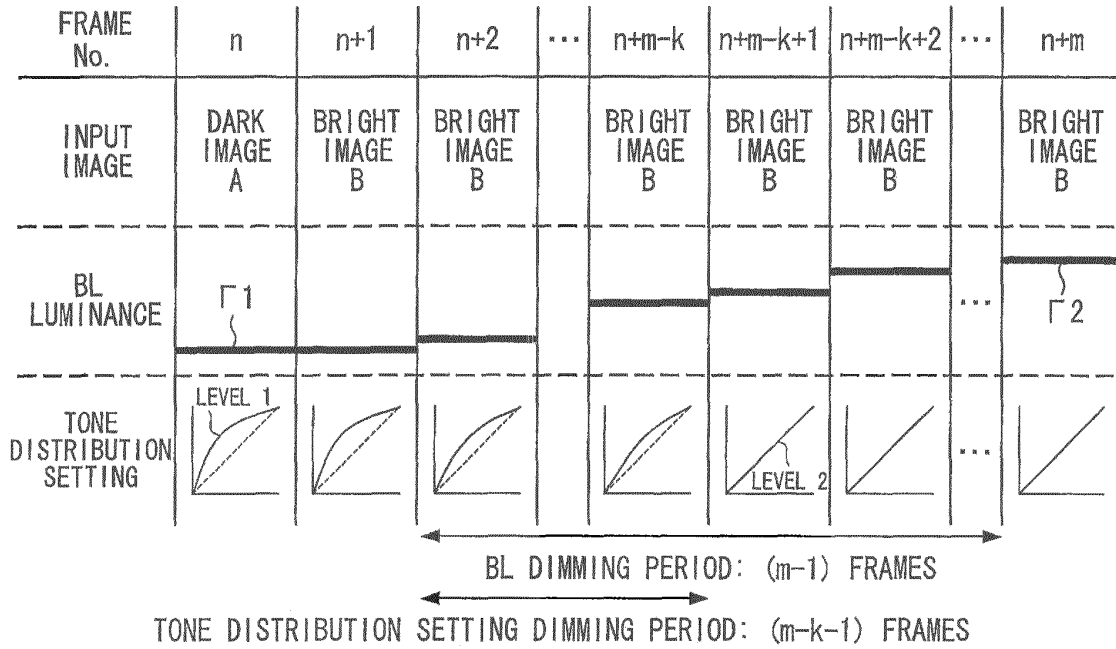 FRAME
No.
n
n+1
n+2
...
n+m-k
n+m-k+1
n+m-k+2
...
n+m
INPUT
IMAGE
DARK
IMAGE
A
BRIGHT
IMAGE
B
BRIGHT
IMAGE
B
BRIGHT
IMAGE
B
BRIGHT
IMAGE
B
BRIGHT
IMAGE
B
BRIGHT
IMAGE
B
BL
LUMINANCE
Γ1
...
Γ2
TONE
DISTRIBUTION
SETTING
LEVEL 1
LEVEL 2
...
BL DIMMING PERIOD: (m-1) FRAMES
TONE DISTRIBUTION SETTING DIMMING PERIOD: (m-k-1) FRAMES